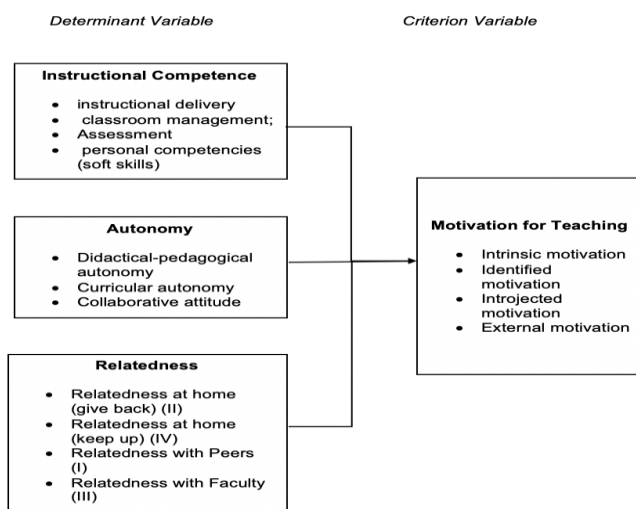 Determinant Variable
Criterion Variable
Instructional Competence
• instructional delivery
• classroom management;
• Assessment
• personal competencies
(soft skills)
Autonomy
• Didactical-pedagogical
autonomy
• Curricular autonomy
• Collaborative attitude
Relatedness
• Relatedness at home
(give back) (II)
• Relatedness at home
(keep up) (IV)
• Relatedness with Peers
(I)
• Relatedness with Faculty
(III)
Motivation for Teaching
• Intrinsic motivation
• Identified
motivation
• Introjected
motivation
• External motivation